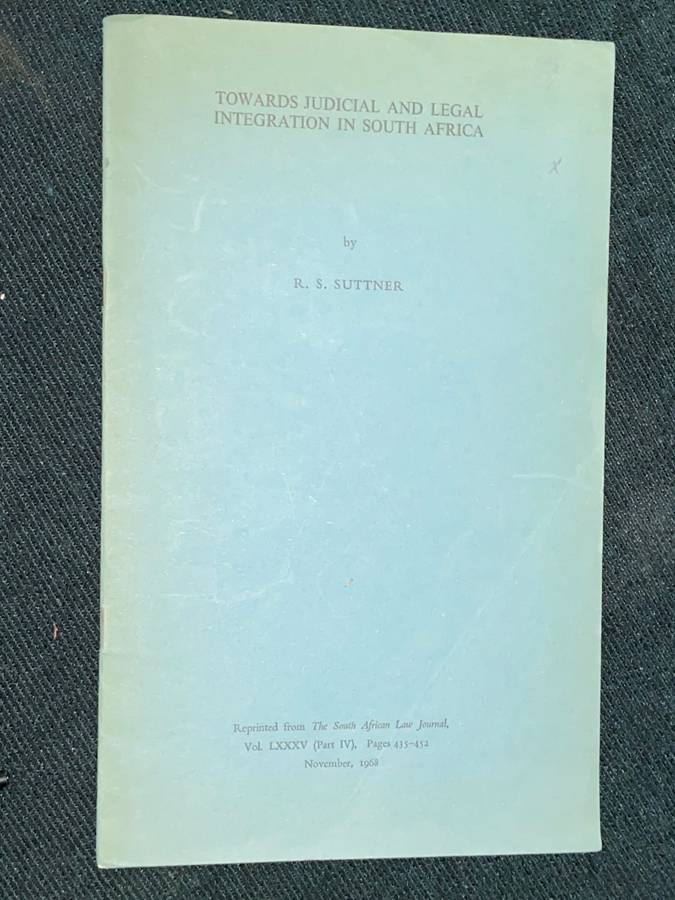 TOWARDS JUDICIAL AND LEGAL
INTEGRATION IN SOUTH AFRICA
by
R. S. SUTTNER
Reprinted from The South African Law Journal,
Vol. LXXXV (Part IV), Pages 435-452
November, 1968